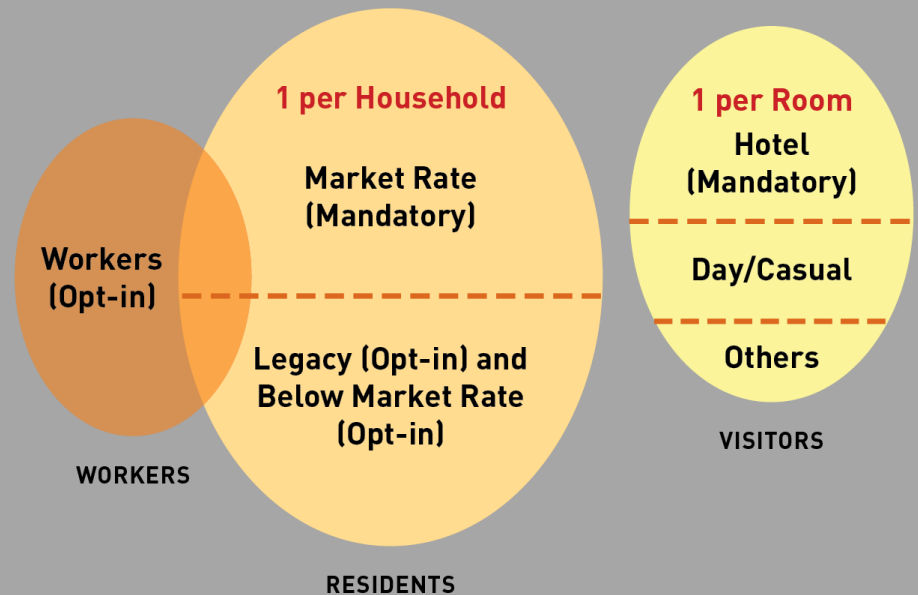 Workers
(Opt-in)
WORKERS
1 per Household
Market Rate
(Mandatory)
Legacy (Opt-in) and
Below Market Rate
(Opt-in)
RESIDENTS
1 per Room
Hotel
(Mandatory)
Day/Casual
Others
VISITORS